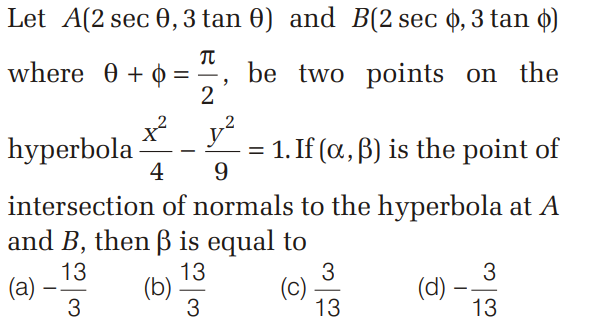 Let A(2 sec θ, 3 tan θ) and B(2 sec ϕ, 3 tan ϕ)
where θ + ϕ = π/2, be two points on the
hyperbola x²/4 − y²/9 = 1. If (α, β) is the point of
intersection of normals to the hyperbola at A
and B, then β is equal to
(a) −13/3 (b) 13/3 (c) 3/13 (d) −3/13